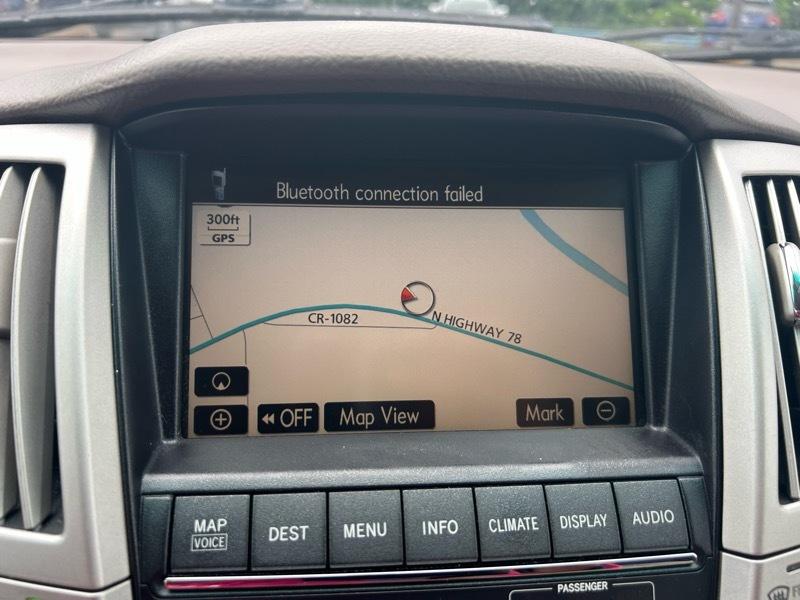 Bluetooth connection failed
300ft
GPS
CR-1082
N HIGHWAY 78
OFF
Map View
Mark
MAP
VOICE
DEST
MENU
INFO
CLIMATE
DISPLAY
AUDIO
PASSENGER